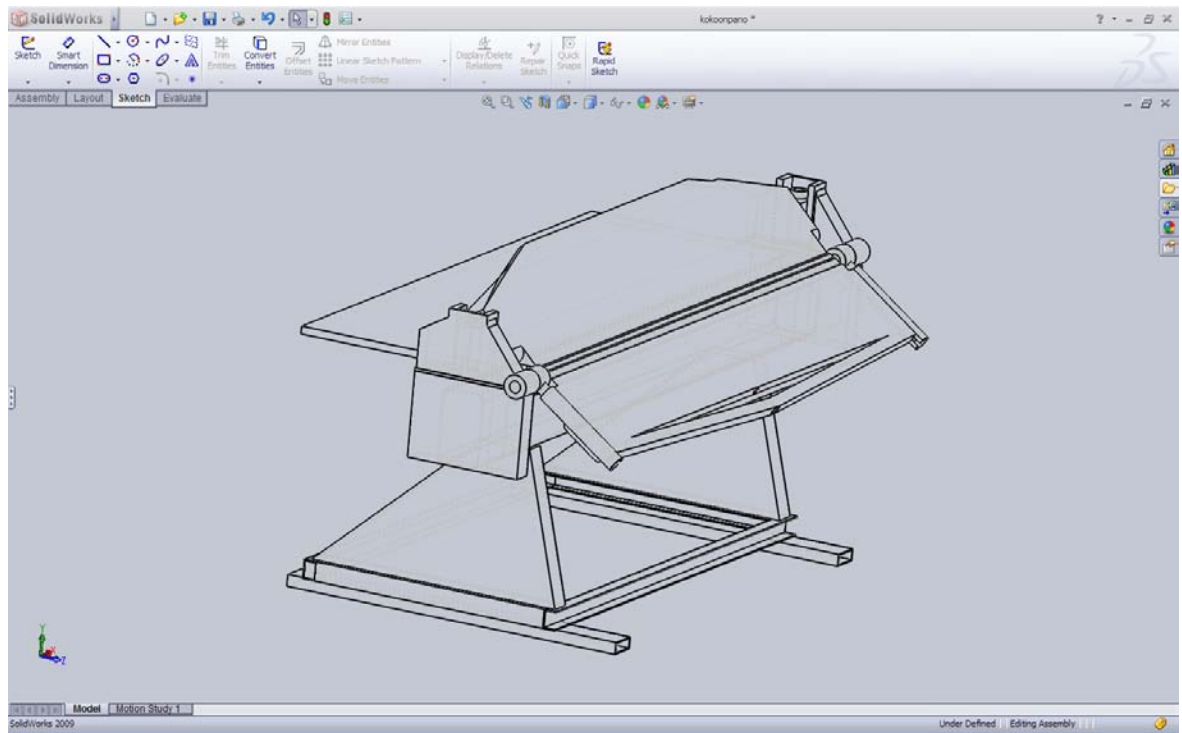 SolidWorks
kokoonpano *
?
Sketch
Smart Dimension
Trim Entities
Convert Entities
Offset Entities
Mirror Entities
Linear Sketch Pattern
Move Entities
Display/Delete Relations
Repair Sketch
Quick Snaps
Rapid Sketch
Assembly Layout Sketch Evaluate
Y
X
Z
Model Motion Study 1
SolidWorks 2009
Under Defined Editing Assembly